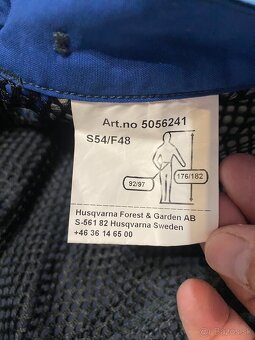 Art.no 5056241
S54/F48
176/182
92/97
Husqvarna Forest & Garden AB
S-561 82 Husqvarna Sweden
+46 36 14 65 00